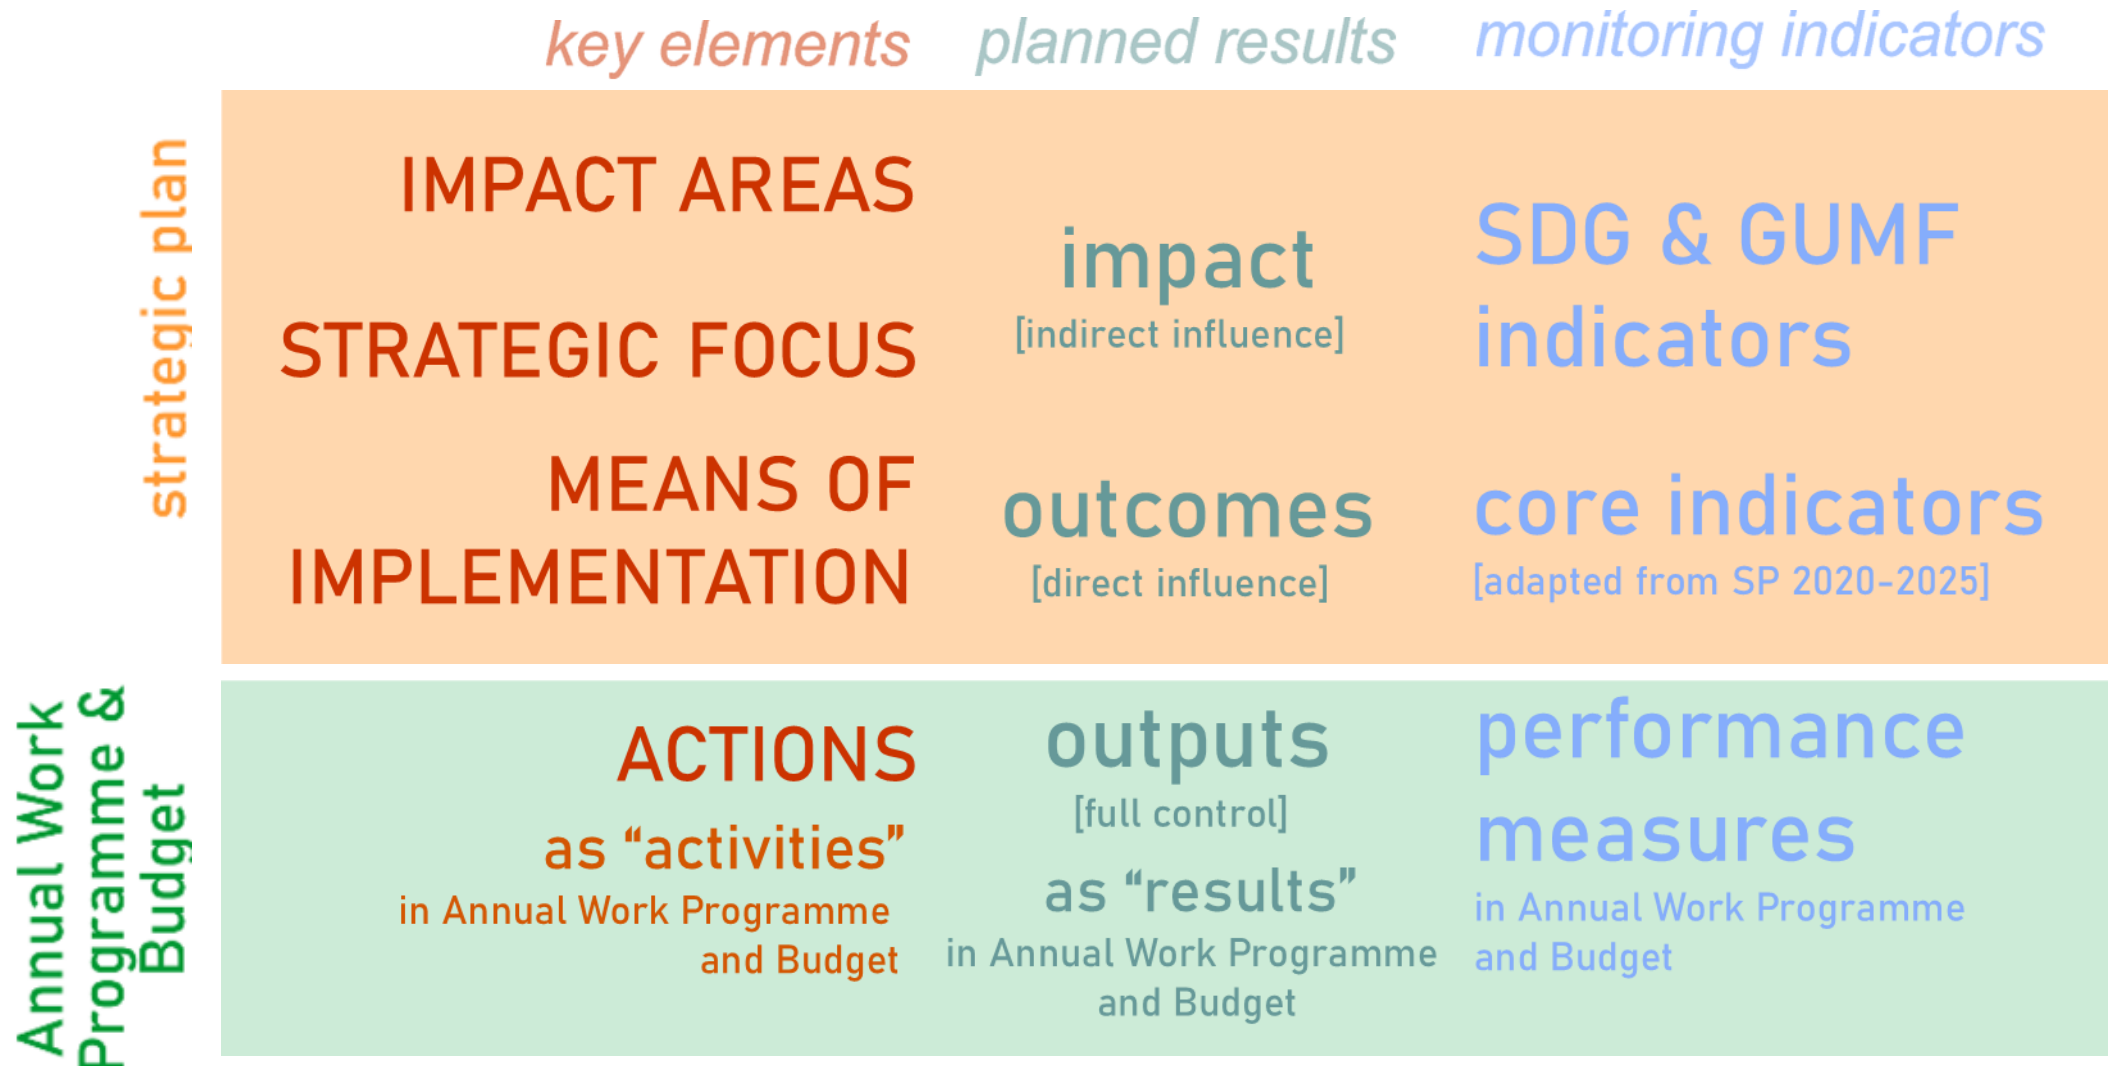 key elements
planned results
monitoring indicators
strategic plan
IMPACT AREAS
STRATEGIC FOCUS
impact
[indirect influence]
SDG & GUMF
indicators
MEANS OF
IMPLEMENTATION
outcomes
[direct influence]
core indicators
[adapted from SP 2020-2025]
Annual Work
Programme &
Budget
ACTIONS
as “activities”
in Annual Work Programme
and Budget
outputs
[full control]
as “results”
in Annual Work Programme
and Budget
performance
measures
in Annual Work Programme
and Budget